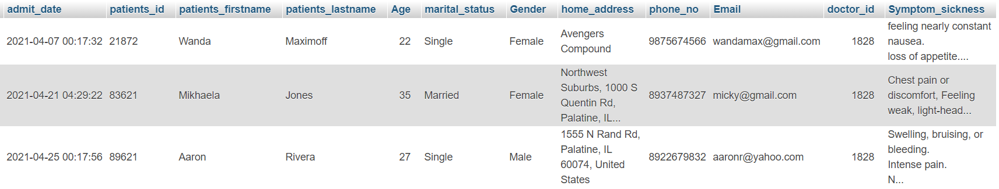 admit_date patients_id patients_firstname patients_lastname Age marital_status Gender home_address phone_no Email doctor_id Symptom_sickness
2021-04-07 00:17:32 21872 Wanda Maximoff 22 Single Female Avengers Compound 9875674566 wandamax@gmail.com 1828 feeling nearly constant nausea. loss of appetite....
2021-04-21 04:29:22 83621 Mikhaela Jones 35 Married Female Northwest Suburbs, 1000 S Quentin Rd, Palatine, IL... 8937487327 micky@gmail.com 1828 Chest pain or discomfort, Feeling weak, light-head...
2021-04-25 00:17:56 89621 Aaron Rivera 27 Single Male 1555 N Rand Rd, Palatine, IL 60074, United States 8922679832 aaronr@yahoo.com 1828 Swelling, bruising, or bleeding. Intense pain. N...